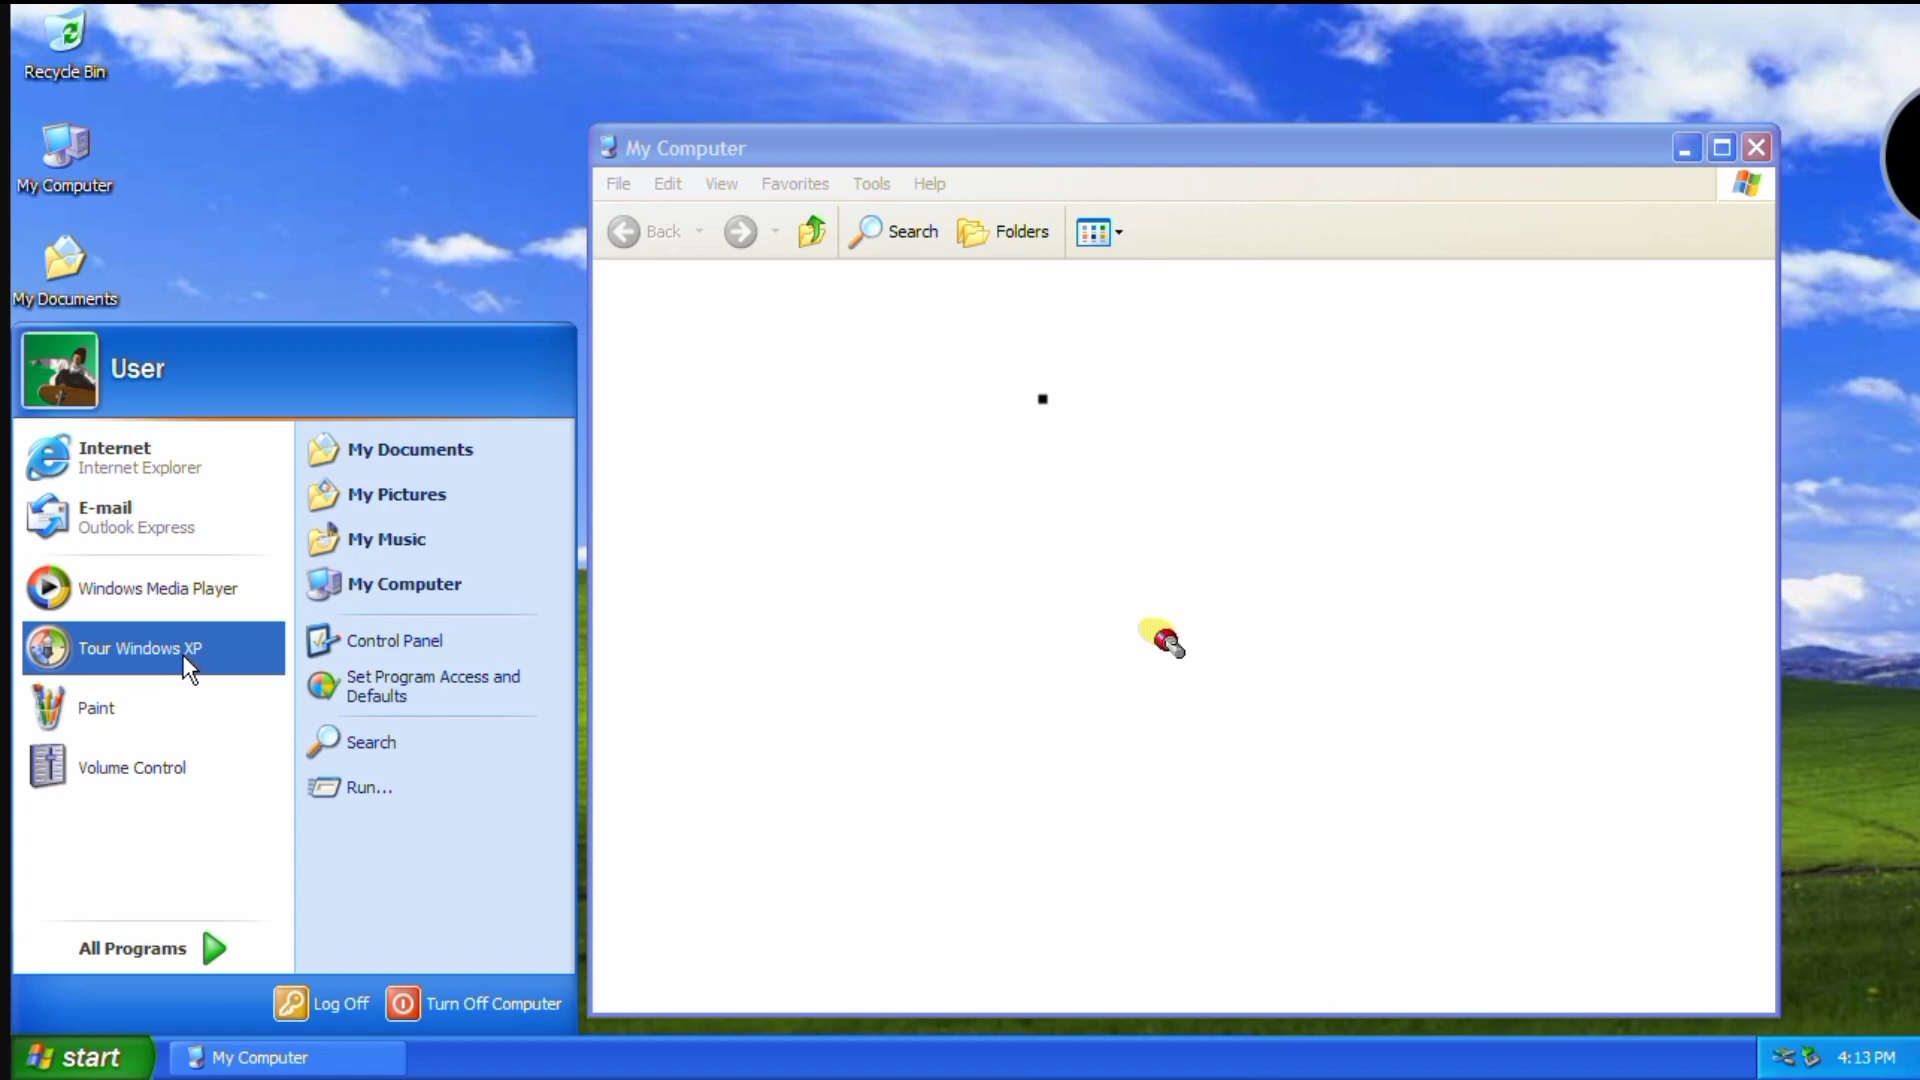 Recycle Bin
My Computer
My Documents
My Computer
File Edit View Favorites Tools Help
Back Search Folders
User
Internet
Internet Explorer
E-mail
Outlook Express
Windows Media Player
Tour Windows XP
Paint
Volume Control
All Programs
My Documents
My Pictures
My Music
My Computer
Control Panel
Set Program Access and
Defaults
Search
Run...
Log Off Turn Off Computer
start My Computer 4:13 PM